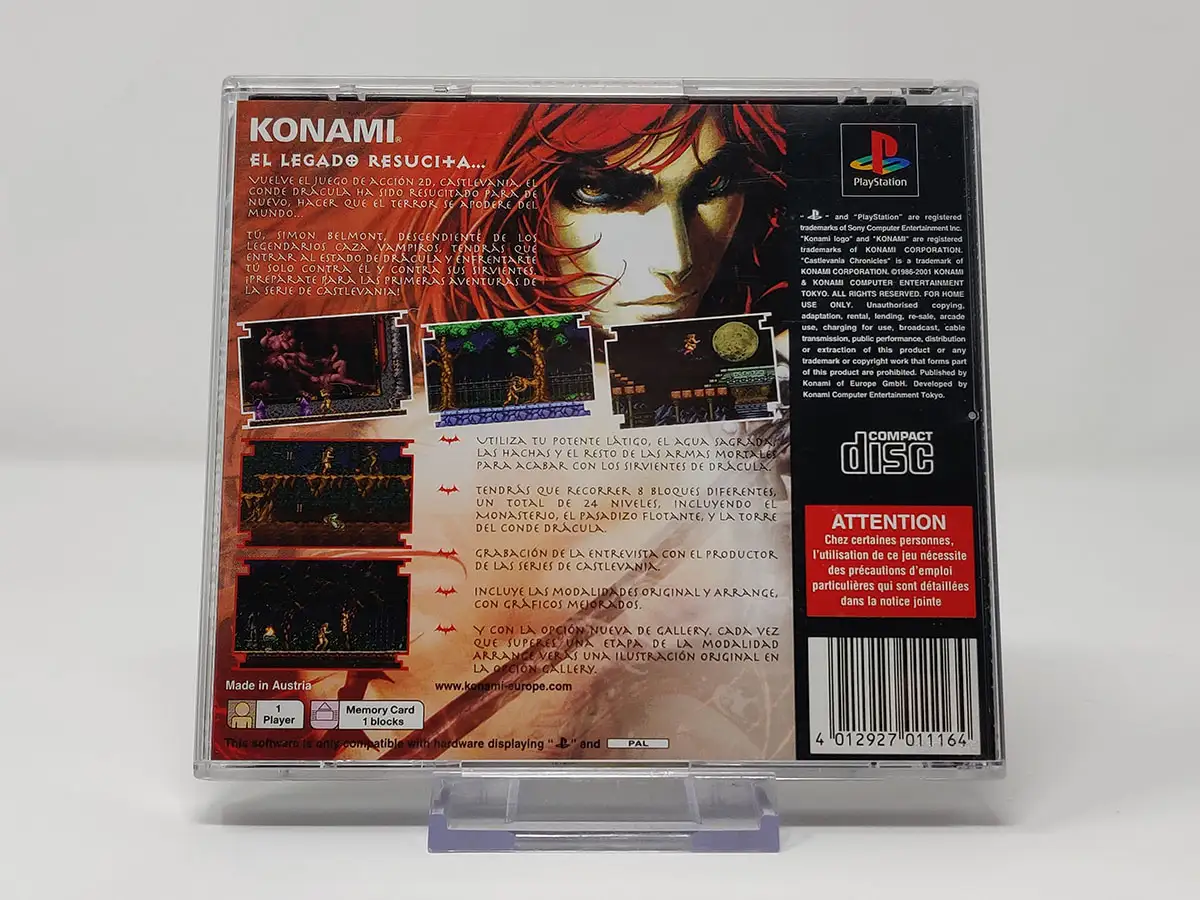 KONAMI®
EL LEGADO RESUCITA...
VUELVE EL JUEGO DE ACCIÓN 2D, CASTLEVANIA. EL
CONDE DRÁCULA HA SIDO RESUCITADO PARA DE
NUEVO, HACER QUE EL TERROR SE APODERE DEL
MUNDO...
TÚ, SIMON BELMONT, DESCENDIENTE DE LOS
LEGENDARIOS CAZA VAMPIROS, TENDRÁS QUE
ENTRAR AL ESTADO DE DRÁCULA Y ENFRENTARTE
TÚ SOLO CONTRA ÉL Y CONTRA SUS SIRVIENTES.
¡PREPÁRATE PARA LAS PRIMERAS AVENTURAS DE
LA SERIE DE CASTLEVANIA!
UTILIZA TU POTENTE LÁTIGO, EL AGUA SAGRADA,
LAS HACHAS Y EL RESTO DE LAS ARMAS MORTALES
PARA ACABAR CON LOS SIRVIENTES DE DRÁCULA.
TENDRÁS QUE RECORRER 8 BLOQUES DIFERENTES,
UN TOTAL DE 24 NIVELES, INCLUYENDO EL
MONASTERIO, EL PASADIZO FLOTANTE, Y LA TORRE
DEL CONDE DRÁCULA.
GRABACIÓN DE LA ENTREVISTA CON EL PRODUCTOR
DE LAS SERIES DE CASTLEVANIA.
INCLUYE LAS MODALIDADES ORIGINAL Y ARRANGE,
CON GRÁFICOS MEJORADOS.
Y CON LA OPCIÓN NUEVA DE GALLERY. CADA VEZ
QUE SUPERES UNA ETAPA DE LA MODALIDAD
ARRANGE VERÁS UNA ILUSTRACIÓN ORIGINAL EN
LA OPCIÓN GALLERY.
Made in Austria
www.konami-europe.com
1
Player
Memory Card
1 blocks
This software is only compatible with hardware displaying " " and PAL
PlayStation
" " and "PlayStation" are registered
trademarks of Sony Computer Entertainment Inc.
"Konami logo" and "KONAMI" are registered
trademarks of KONAMI CORPORATION.
"Castlevania Chronicles" is a trademark of
KONAMI CORPORATION. ©1986-2001 KONAMI
& KONAMI COMPUTER ENTERTAINMENT
TOKYO. ALL RIGHTS RESERVED. FOR HOME
USE ONLY. Unauthorised copying,
adaptation, rental, lending, re-sale, arcade
use, charging for use, broadcast, cable
transmission, public performance, distribution
or extraction of this product or any
trademark or copyright work that forms part
of this product are prohibited. Published by
Konami of Europe GmbH. Developed by
Konami Computer Entertainment Tokyo.
COMPACT
disc
ATTENTION
Chez certaines personnes,
l'utilisation de ce jeu nécessite
des précautions d'emploi
particulières qui sont détaillées
dans la notice jointe
4 012927 011164